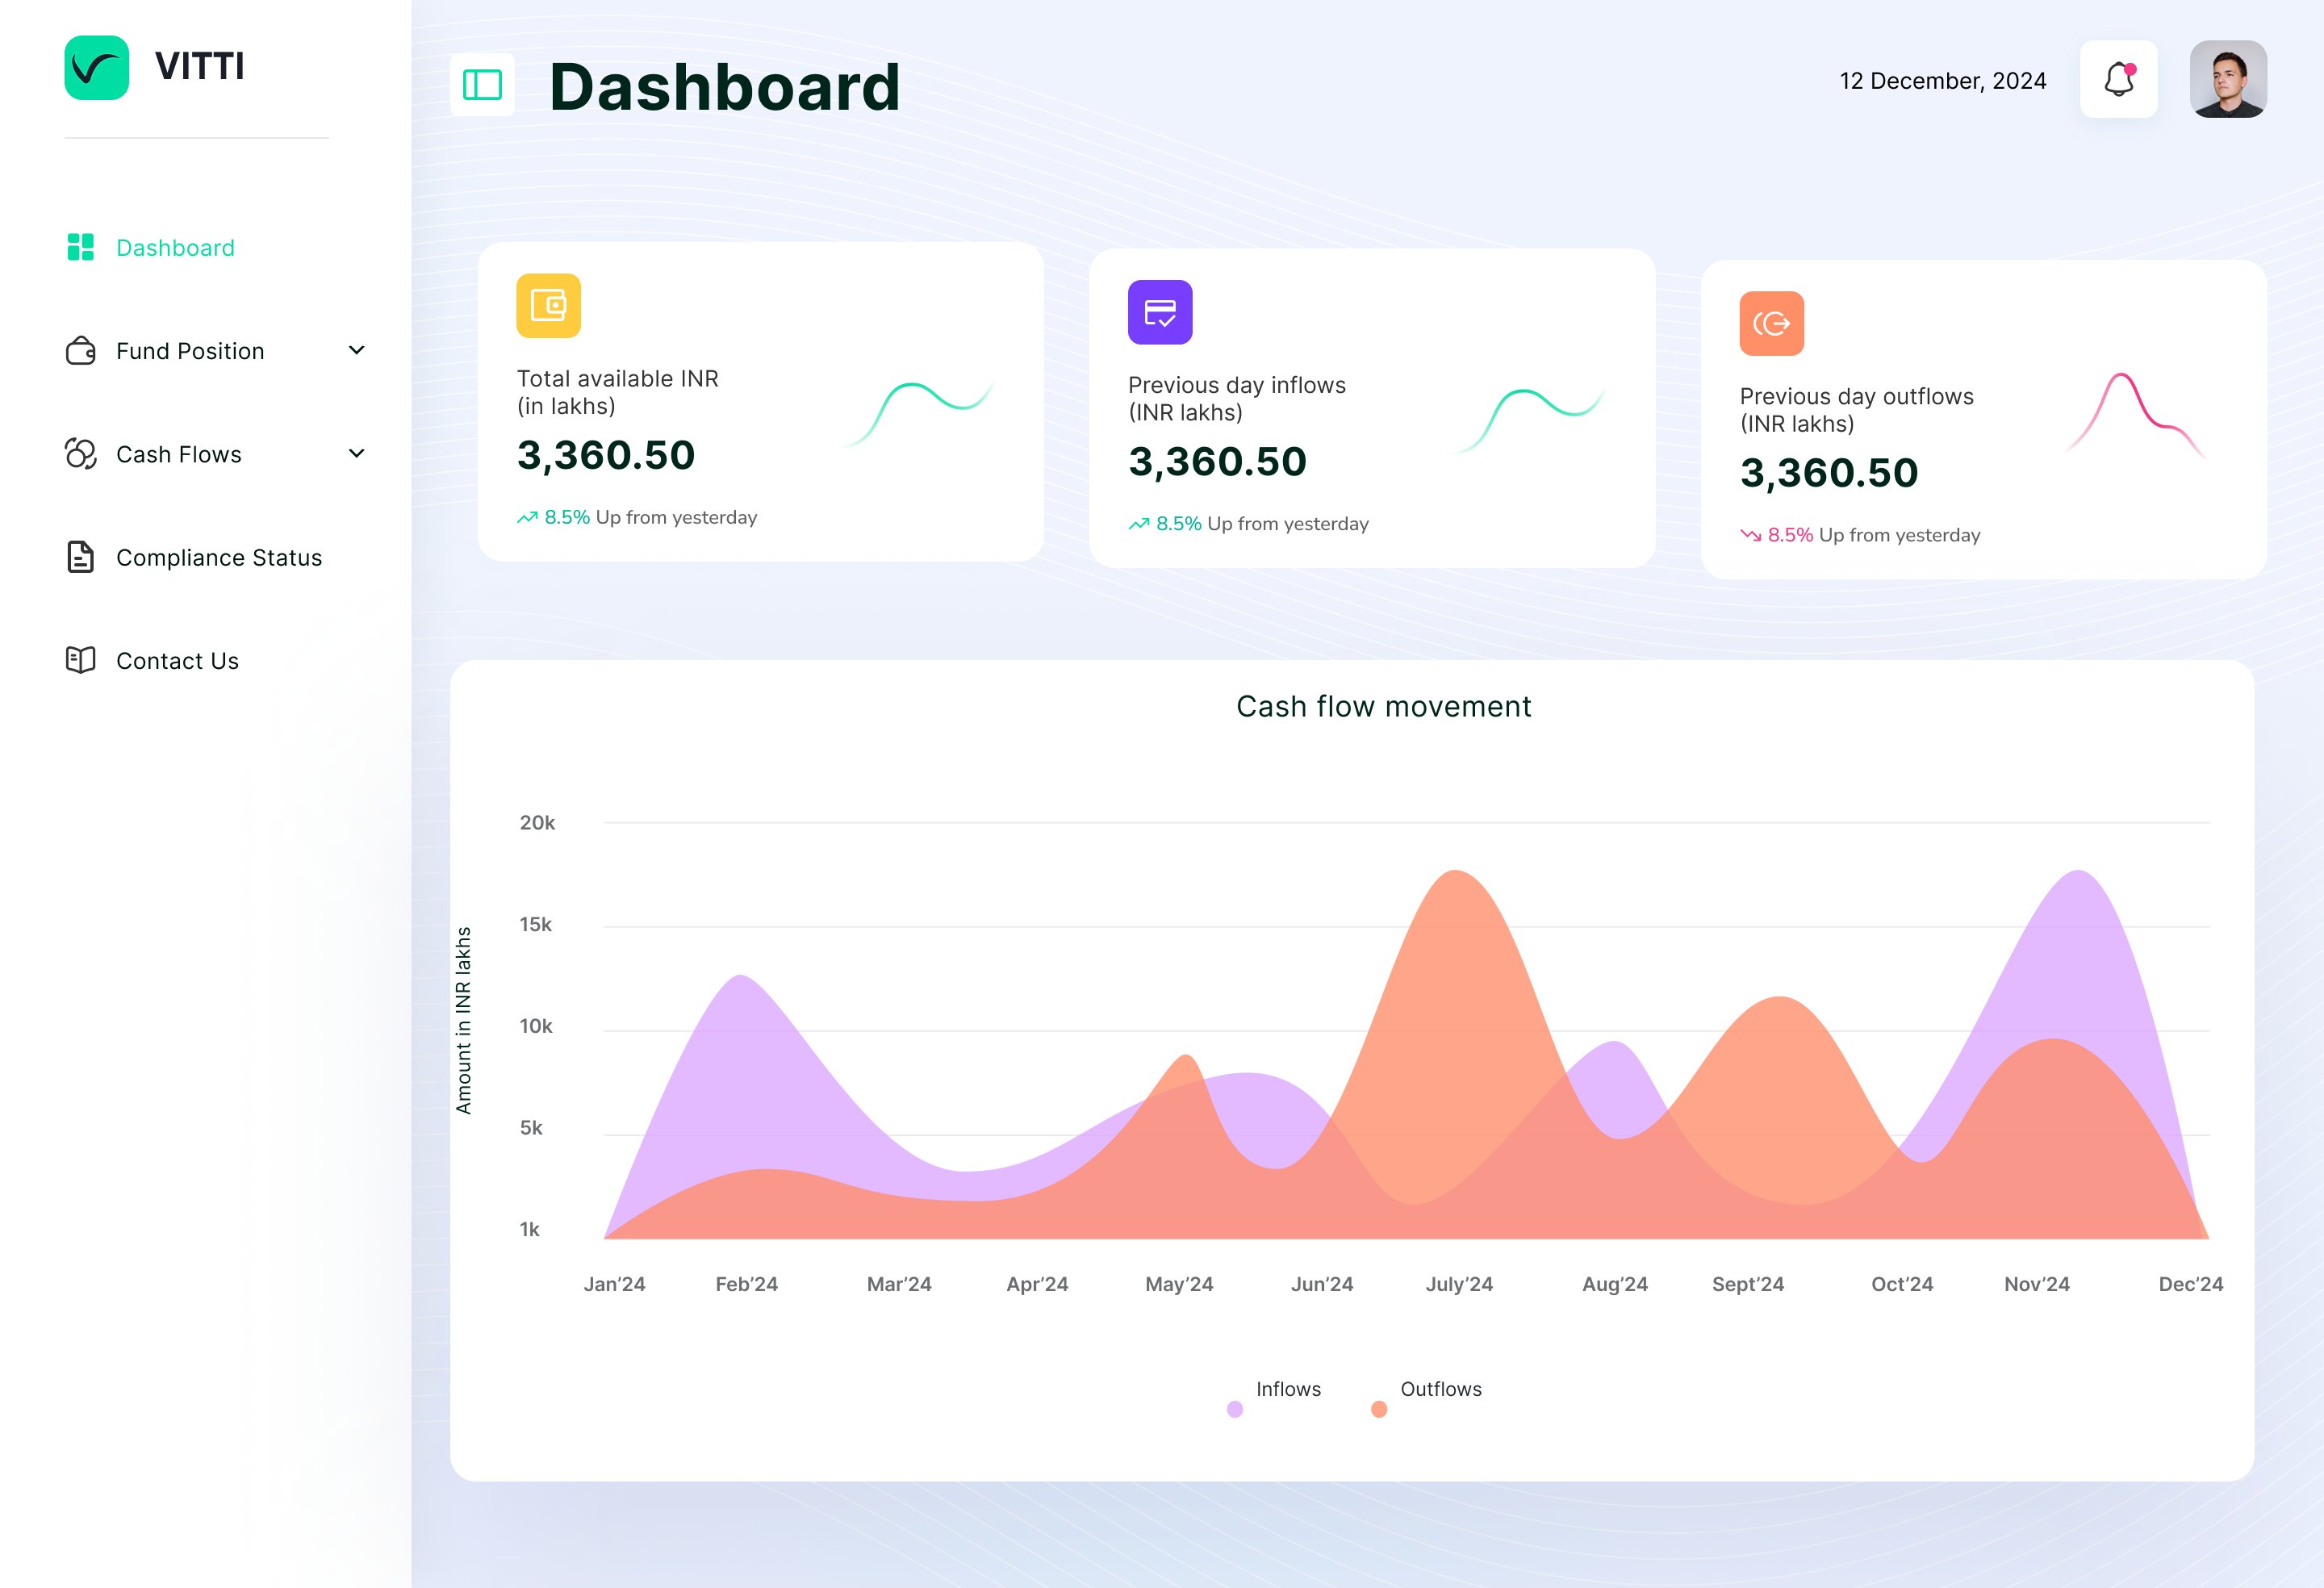 VITTI
Dashboard
Fund Position
Cash Flows
Compliance Status
Contact Us
Dashboard
12 December, 2024
Total available INR
(in lakhs)
3,360.50
8.5% Up from yesterday
Previous day inflows
(INR lakhs)
3,360.50
8.5% Up from yesterday
Previous day outflows
(INR lakhs)
3,360.50
8.5% Up from yesterday
Cash flow movement
Amount in INR lakhs
20k
15k
10k
5k
1k
Jan’24 Feb’24 Mar’24 Apr’24 May’24 Jun’24 July’24 Aug’24 Sept’24 Oct’24 Nov’24 Dec’24
Inflows Outflows